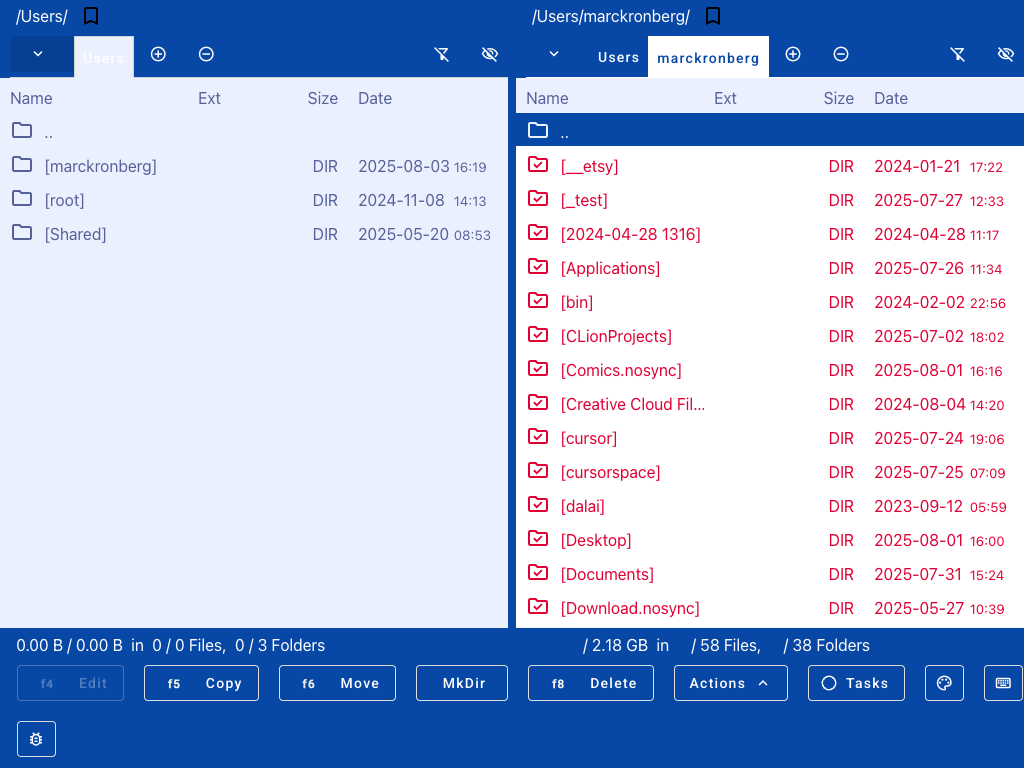 /Users/
Users
Name Ext Size Date
..
[marckronberg] DIR 2025-08-03 16:19
[root] DIR 2024-11-08 14:13
[Shared] DIR 2025-05-20 08:53
0.00 B / 0.00 B in 0 / 0 Files, 0 / 3 Folders
/Users/marckronberg/
Users marckronberg
Name Ext Size Date
..
[__etsy] DIR 2024-01-21 17:22
[_test] DIR 2025-07-27 12:33
[2024-04-28 1316] DIR 2024-04-28 11:17
[Applications] DIR 2025-07-26 11:34
[bin] DIR 2024-02-02 22:56
[CLionProjects] DIR 2025-07-02 18:02
[Comics.nosync] DIR 2025-08-01 16:16
[Creative Cloud Fil... DIR 2024-08-04 14:20
[cursor] DIR 2025-07-24 19:06
[cursorspace] DIR 2025-07-25 07:09
[dalai] DIR 2023-09-12 05:59
[Desktop] DIR 2025-08-01 16:00
[Documents] DIR 2025-07-31 15:24
[Download.nosync] DIR 2025-05-27 10:39
/ 2.18 GB in / 58 Files, / 38 Folders
f4 Edit f5 Copy f6 Move MkDir f8 Delete Actions Tasks